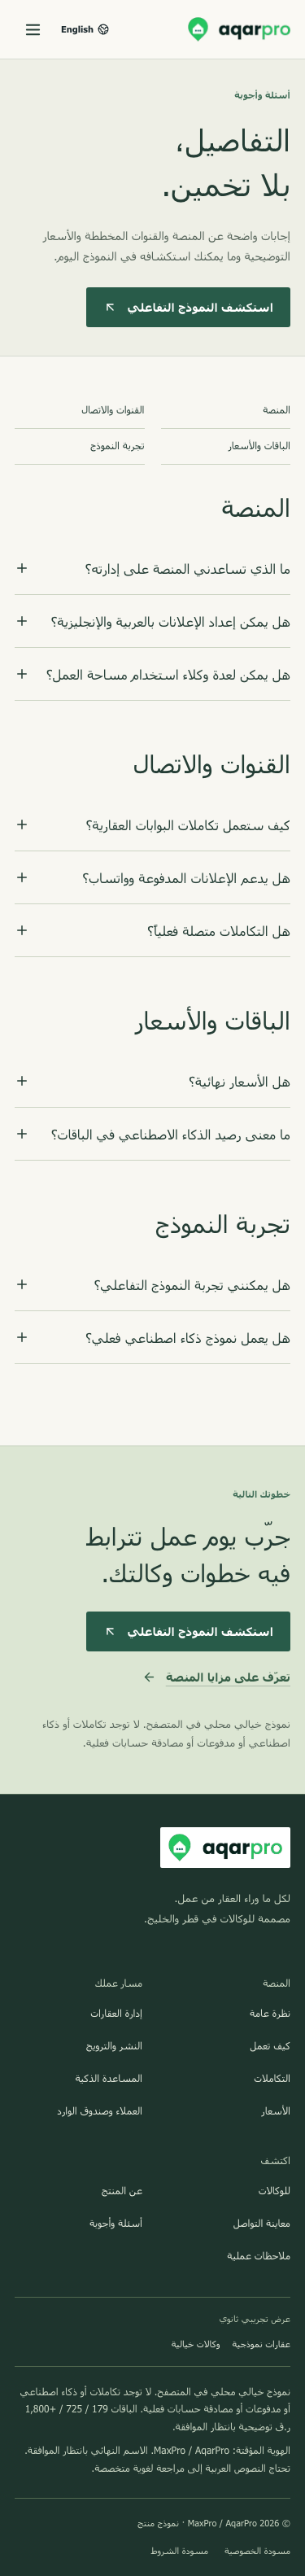 aqarpro
English
أسئلة وأجوبة
التفاصيل،
بلا تخمين.
إجابات واضحة عن المنصة والقنوات المخططة والأسعار
التوضيحية وما يمكنك استكشافه في النموذج اليوم.
استكشف النموذج التفاعلي
المنصة
القنوات والاتصال
الباقات والأسعار
تجربة النموذج
المنصة
ما الذي تساعدني المنصة على إدارته؟
هل يمكن إعداد الإعلانات بالعربية والإنجليزية؟
هل يمكن لعدة وكلاء استخدام مساحة العمل؟
القنوات والاتصال
كيف ستعمل تكاملات البوابات العقارية؟
هل يدعم الإعلانات المدفوعة وواتساب؟
هل التكاملات متصلة فعلياً؟
الباقات والأسعار
هل الأسعار نهائية؟
ما معنى رصيد الذكاء الاصطناعي في الباقات؟
تجربة النموذج
هل يمكنني تجربة النموذج التفاعلي؟
هل يعمل نموذج ذكاء اصطناعي فعلي؟
خطوتك التالية
جرّب يوم عمل تترابط
فيه خطوات وكالتك.
استكشف النموذج التفاعلي
تعرّف على مزايا المنصة
نموذج خيالي محلي في المتصفح. لا توجد تكاملات أو ذكاء
اصطناعي أو مدفوعات أو مصادقة حسابات فعلية.
aqarpro
لكل ما وراء العقار من عمل.
مصممة للوكالات في قطر والخليج.
المنصة
نظرة عامة
كيف تعمل
التكاملات
الأسعار
مسار عملك
إدارة العقارات
النشر والترويج
المساعدة الذكية
العملاء وصندوق الوارد
اكتشف
للوكالات
معاينة التواصل
ملاحظات عملية
عن المنتج
أسئلة وأجوبة
عرض تجريبي ثانوي
عقارات نموذجية
وكالات خيالية
نموذج خيالي محلي في المتصفح. لا توجد تكاملات أو ذكاء اصطناعي
أو مدفوعات أو مصادقة حسابات فعلية. الباقات 179 / 725 / +1,800
ر.ق توضيحية بانتظار الموافقة.
الهوية المؤقتة: MaxPro / AqarPro. الاسم النهائي بانتظار الموافقة.
تحتاج النصوص العربية إلى مراجعة لغوية متخصصة.
© 2026 MaxPro / AqarPro · نموذج منتج
مسودة الخصوصية
مسودة الشروط